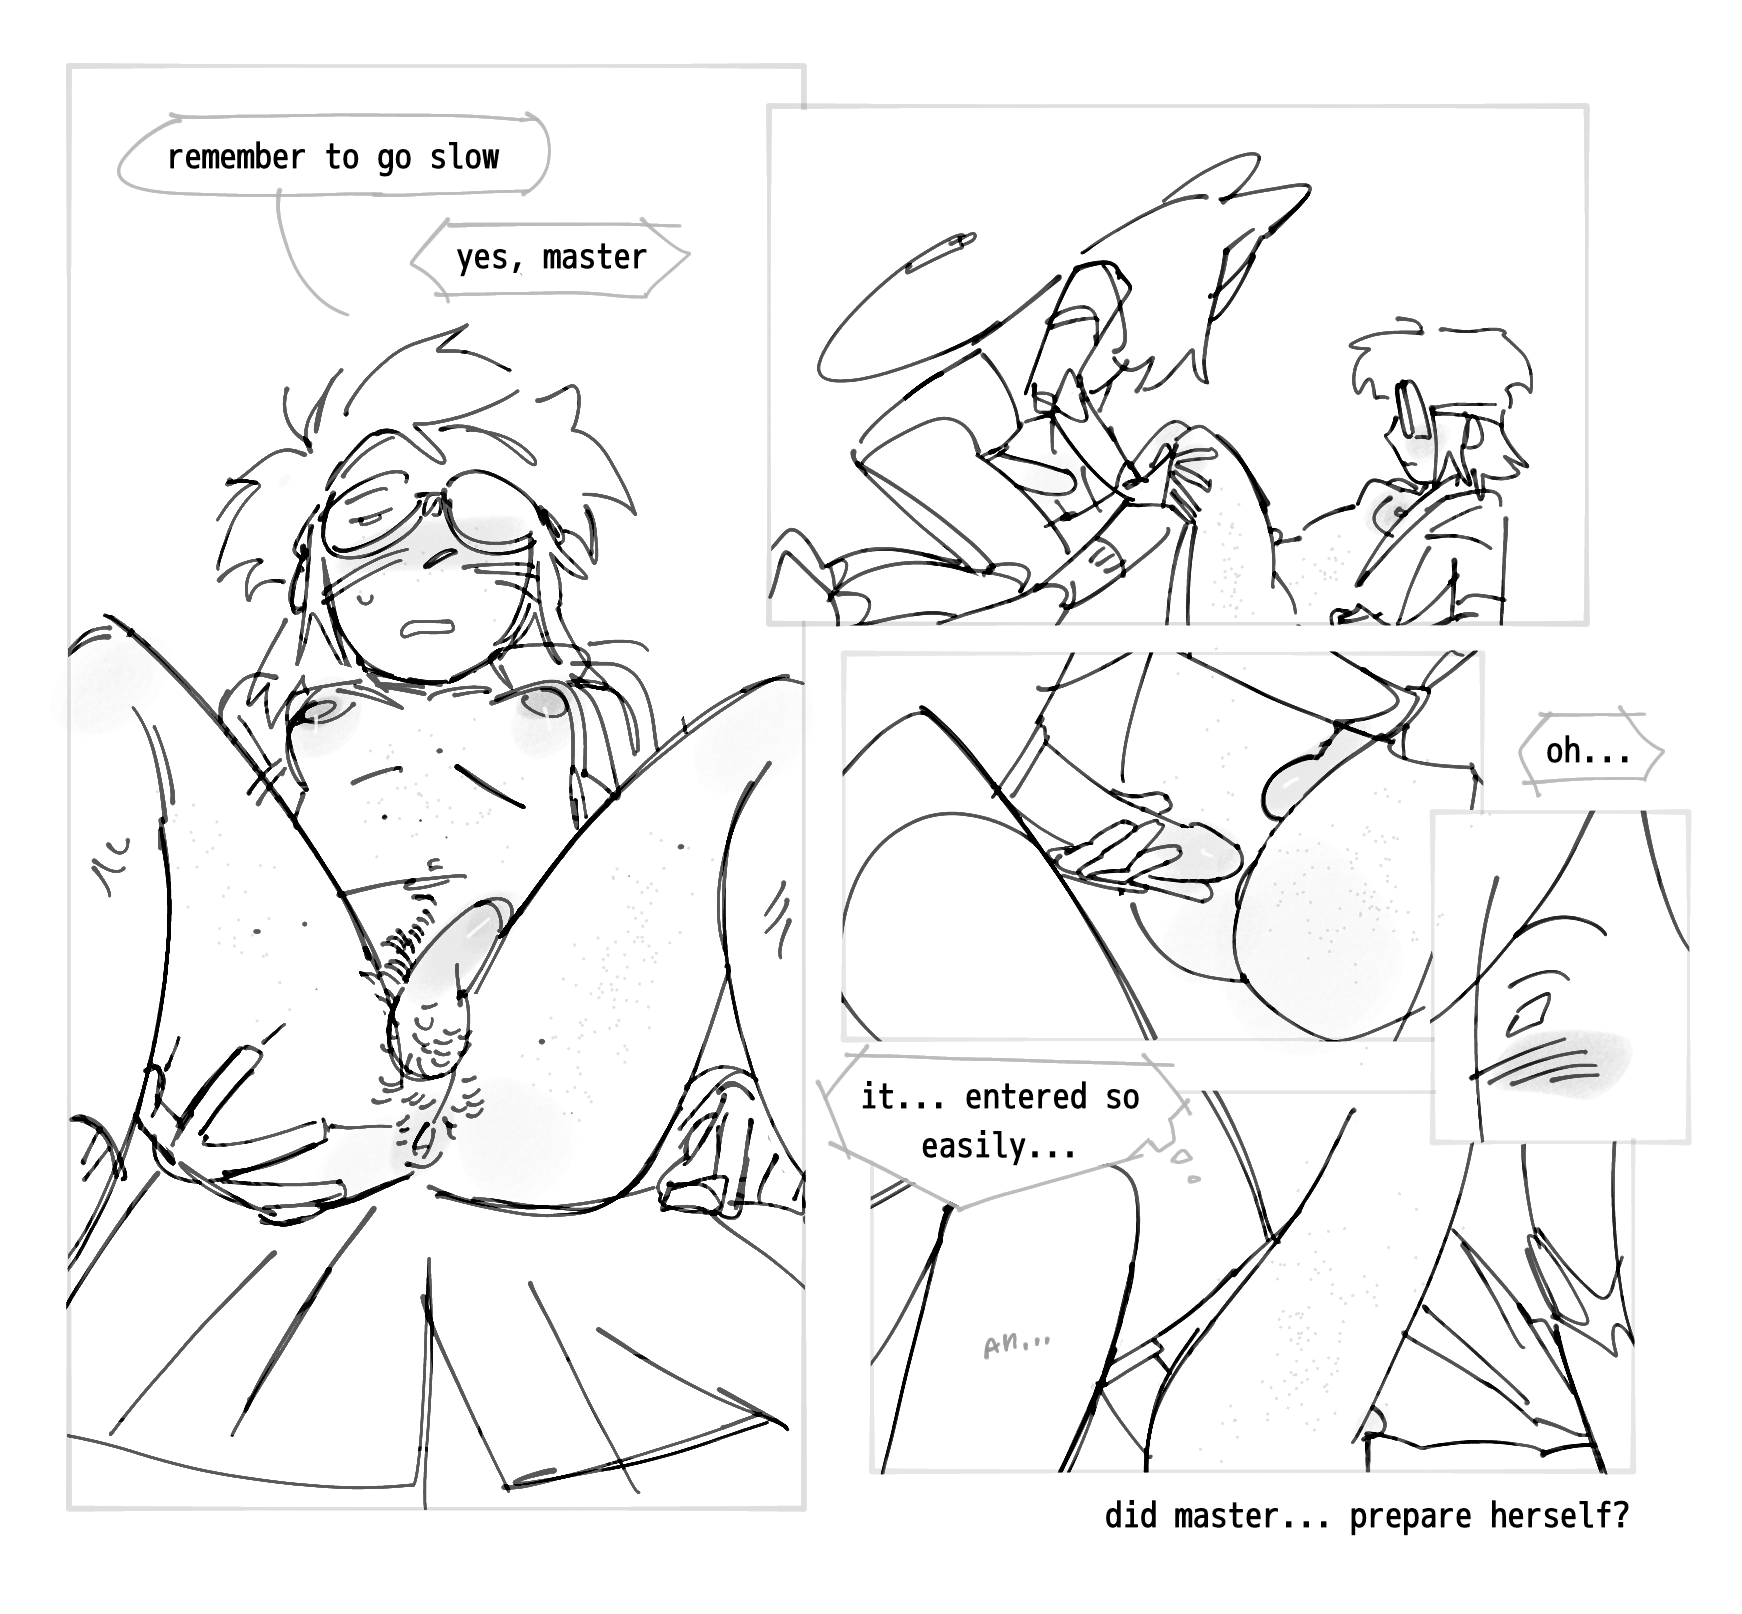 remember to go slow
yes, master
oh...
it... entered so
easily...
AH...
did master... prepare herself?